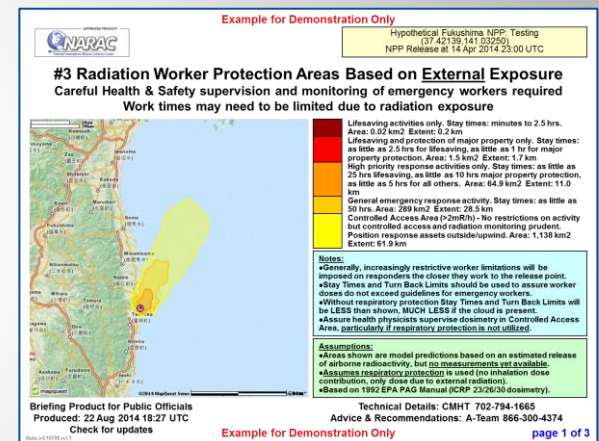 Example for Demonstration Only
NARAC
Hypothetical Fukushima NPP: Testing
(37.42139,141.03250)
NPP Release at 14 Apr 2014 23:00 UTC
#3 Radiation Worker Protection Areas Based on External Exposure
Careful Health & Safety supervision and monitoring of emergency workers required
Work times may need to be limited due to radiation exposure
Lifesaving activities only. Stay times: minutes to 2.5 hrs.
Area: 0.02 km2 Extent: 0.2 km
Lifesaving and protection of major property only. Stay times:
as little as 2.5 hrs for lifesaving, as little as 1 hr for major
property protection. Area: 1.5 km2 Extent: 1.7 km
High priority response activities only. Stay times: as little as
25 hrs lifesaving, as little as 10 hrs major property protection,
as little as 5 hrs for all others. Area: 64.9 km2 Extent: 11.0
km
General emergency response activity. Stay times: as little as
50 hrs. Area: 289 km2 Extent: 28.5 km
Controlled Access Area (>2mR/h) - No restrictions on activity
but controlled access and radiation monitoring prudent.
Position response assets outside/upwind. Area: 1,138 km2
Extent: 61.9 km
Notes:
•Generally, increasingly restrictive worker limitations will be
imposed on responders the closer they work to the release point.
•Stay Times and Turn Back Limits should be used to assure worker
doses do not exceed guidelines for emergency workers.
•Without respiratory protection Stay Times and Turn Back Limits will
be LESS than shown, MUCH LESS if the cloud is present.
•Assure health physicists supervise dosimetry in Controlled Access
Area, particularly if respiratory protection is not utilized.
Assumptions:
•Areas shown are model predictions based on an estimated release
of airborne radioactivity, but no measurements yet available.
•Assumes respiratory protection is used (no inhalation dose
contribution, only dose due to external radiation).
•Based on 1992 EPA PAG Manual (ICRP 23/26/30 dosimetry).
mapquest
Briefing Product for Public Officials
Produced: 22 Aug 2014 18:27 UTC
Check for updates
Technical Details: CMHT 702-794-1665
Advice & Recommendations: A-Team 866-300-4374
Example for Demonstration Only
page 1 of 3